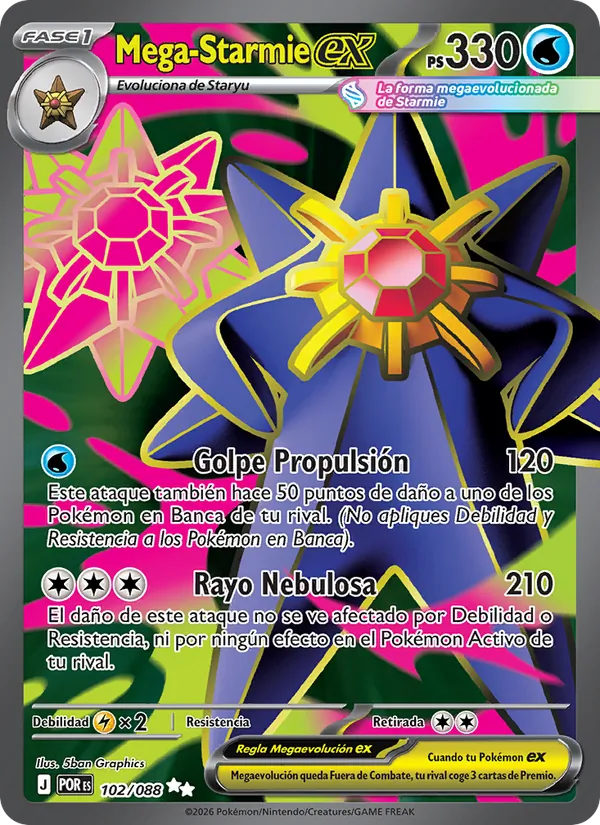 FASE 1
Mega-Starmie ex
PS 330
Evoluciona de Staryu
La forma megaevolucionada
de Starmie
Golpe Propulsión 120
Este ataque también hace 50 puntos de daño a uno de los
Pokémon en Banca de tu rival. (No apliques Debilidad y
Resistencia a los Pokémon en Banca).
Rayo Nebulosa 210
El daño de este ataque no se ve afectado por Debilidad o
Resistencia, ni por ningún efecto en el Pokémon Activo de
tu rival.
Debilidad ×2 Resistencia Retirada
Ilus. 5ban Graphics
Regla Megaevolución ex
Cuando tu Pokémon ex
Megaevolución queda Fuera de Combate, tu rival coge 3 cartas de Premio.
J POR ES 102/088
©2026 Pokémon/Nintendo/Creatures/GAME FREAK